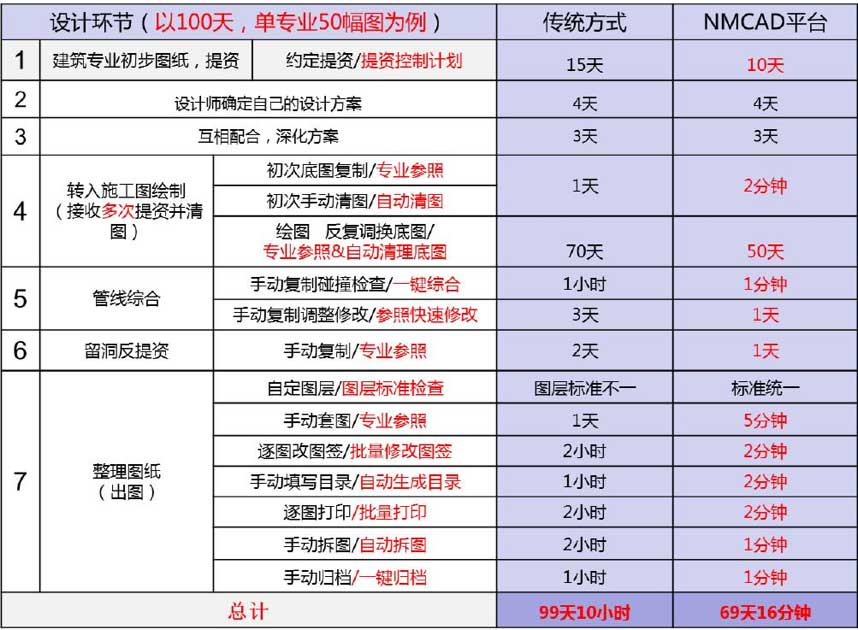 设计环节（以100天，单专业50幅图为例） 传统方式 NMCAD平台
1 建筑专业初步图纸，提资 约定提资/提资控制计划 15天 10天
2 设计师确定自己的设计方案 4天 4天
3 互相配合，深化方案 3天 3天
4 转入施工图绘制
（接收多次提资并清
图）
初次底图复制/专业参照
初次手动清图/自动清图
1天 2分钟
绘图 反复调换底图/
专业参照&自动清理底图
70天 50天
5 管线综合
手动复制碰撞检查/一键综合 1小时 1分钟
手动复制调整修改/参照快速修改 3天 1天
6 留洞反提资 手动复制/专业参照 2天 1天
7 整理图纸
（出图）
自定图层/图层标准检查 图层标准不一 标准统一
手动套图/专业参照 1天 5分钟
逐图改图签/批量修改图签 2小时 2分钟
手动填写目录/自动生成目录 1小时 2分钟
逐图打印/批量打印 2小时 2分钟
手动拆图/自动拆图 2小时 1分钟
手动归档/一键归档 1小时 1分钟
总计 99天10小时 69天16分钟